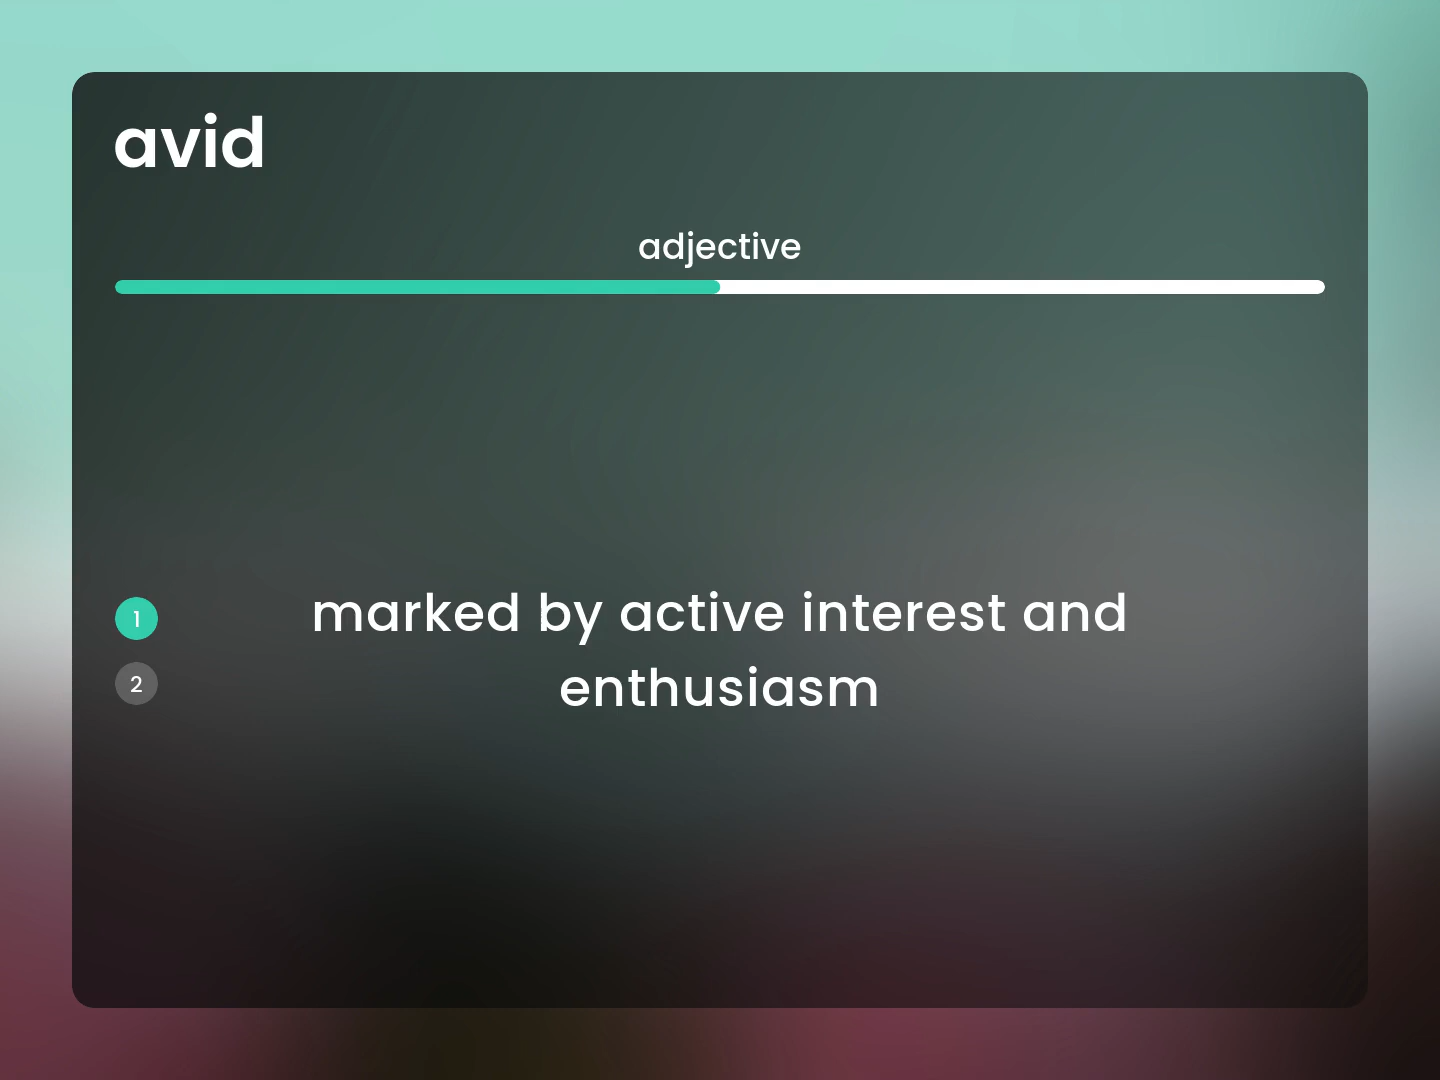 avid
adjective
1
marked by active interest and
2
enthusiasm